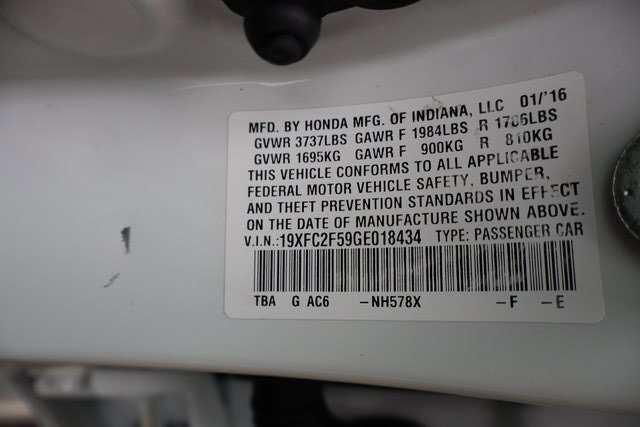 MFD. BY HONDA MFG. OF INDIANA, LLC 01/'16
GVWR 3737LBS GAWR F 1984LBS R 1786LBS
GVWR 1695KG GAWR F 900KG R 810KG
THIS VEHICLE CONFORMS TO ALL APPLICABLE
FEDERAL MOTOR VEHICLE SAFETY, BUMPER,
AND THEFT PREVENTION STANDARDS IN EFFECT
ON THE DATE OF MANUFACTURE SHOWN ABOVE.
V.I.N.: 19XFC2F59GE018434 TYPE: PASSENGER CAR
TBA G AC6 -NH578X -F -E